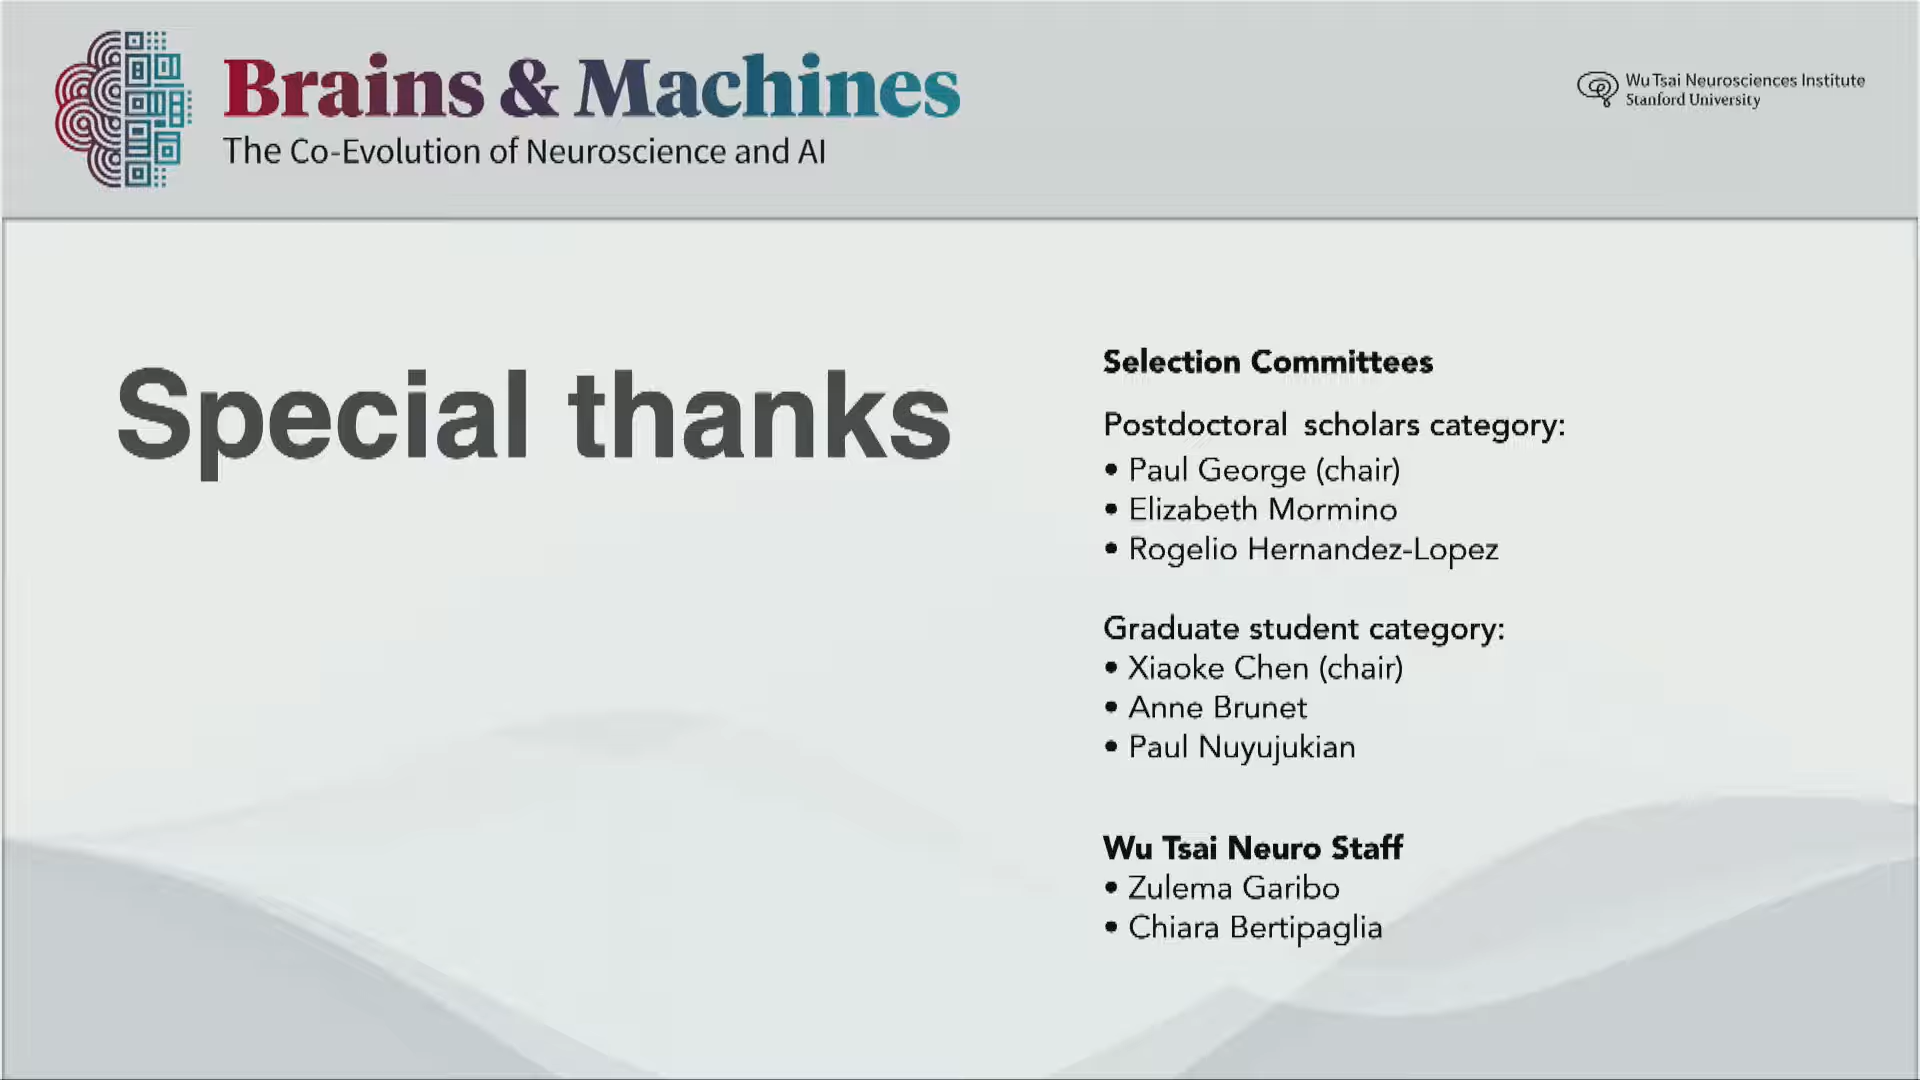 Brains & Machines
The Co-Evolution of Neuroscience and AI
Wu Tsai Neurosciences Institute
Stanford University
Special thanks
Selection Committees
Postdoctoral scholars category:
• Paul George (chair)
• Elizabeth Mormino
• Rogelio Hernandez-Lopez
Graduate student category:
• Xiaoke Chen (chair)
• Anne Brunet
• Paul Nuyujukian
Wu Tsai Neuro Staff
• Zulema Garibo
• Chiara Bertipaglia